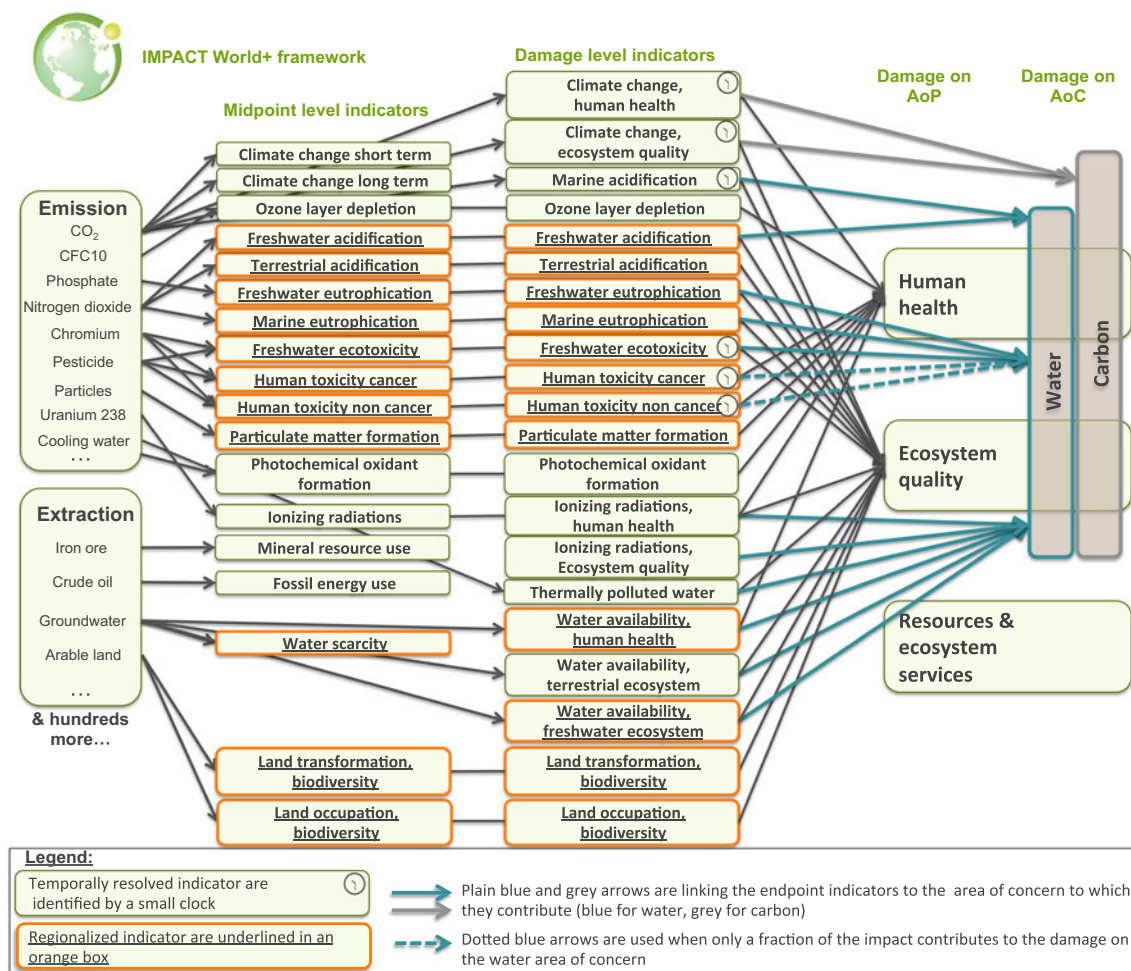 IMPACT World+ framework
Midpoint level indicators
Damage level indicators
Damage on
AoP
Damage on
AoC
Emission
CO2
CFC10
Phosphate
Nitrogen dioxide
Chromium
Pesticide
Particles
Uranium 238
Cooling water
…
Extraction
Iron ore
Crude oil
Groundwater
Arable land
…
& hundreds
more…
Climate change short term
Climate change long term
Ozone layer depletion
Freshwater acidification
Terrestrial acidification
Freshwater eutrophication
Marine eutrophication
Freshwater ecotoxicity
Human toxicity cancer
Human toxicity non cancer
Particulate matter formation
Photochemical oxidant
formation
Ionizing radiations
Mineral resource use
Fossil energy use
Water scarcity
Land transformation,
biodiversity
Land occupation,
biodiversity
Climate change,
human health
Climate change,
ecosystem quality
Marine acidification
Ozone layer depletion
Freshwater acidification
Terrestrial acidification
Freshwater eutrophication
Marine eutrophication
Freshwater ecotoxicity
Human toxicity cancer
Human toxicity non cancer
Particulate matter formation
Photochemical oxidant
formation
Ionizing radiations,
human health
Ionizing radiations,
Ecosystem quality
Thermally polluted water
Water availability,
human health
Water availability,
terrestrial ecosystem
Water availability,
freshwater ecosystem
Land transformation,
biodiversity
Land occupation,
biodiversity
Human
health
Ecosystem
quality
Resources &
ecosystem
services
Water
Carbon
Legend:
Temporally resolved indicator are
identified by a small clock
Regionalized indicator are underlined in an
orange box
Plain blue and grey arrows are linking the endpoint indicators to the area of concern to which
they contribute (blue for water, grey for carbon)
Dotted blue arrows are used when only a fraction of the impact contributes to the damage on
the water area of concern